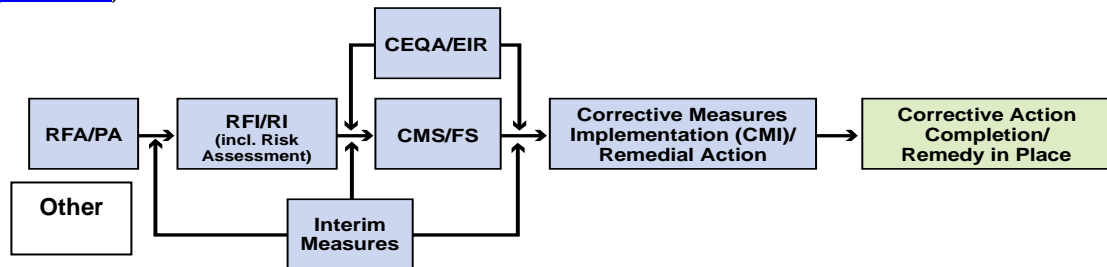 CEQA/EIR
RFA/PA
RFI/RI
(incl. Risk
Assessment)
CMS/FS
Corrective Measures
Implementation (CMI)/
Remedial Action
Corrective Action
Completion/
Remedy in Place
Other
Interim
Measures